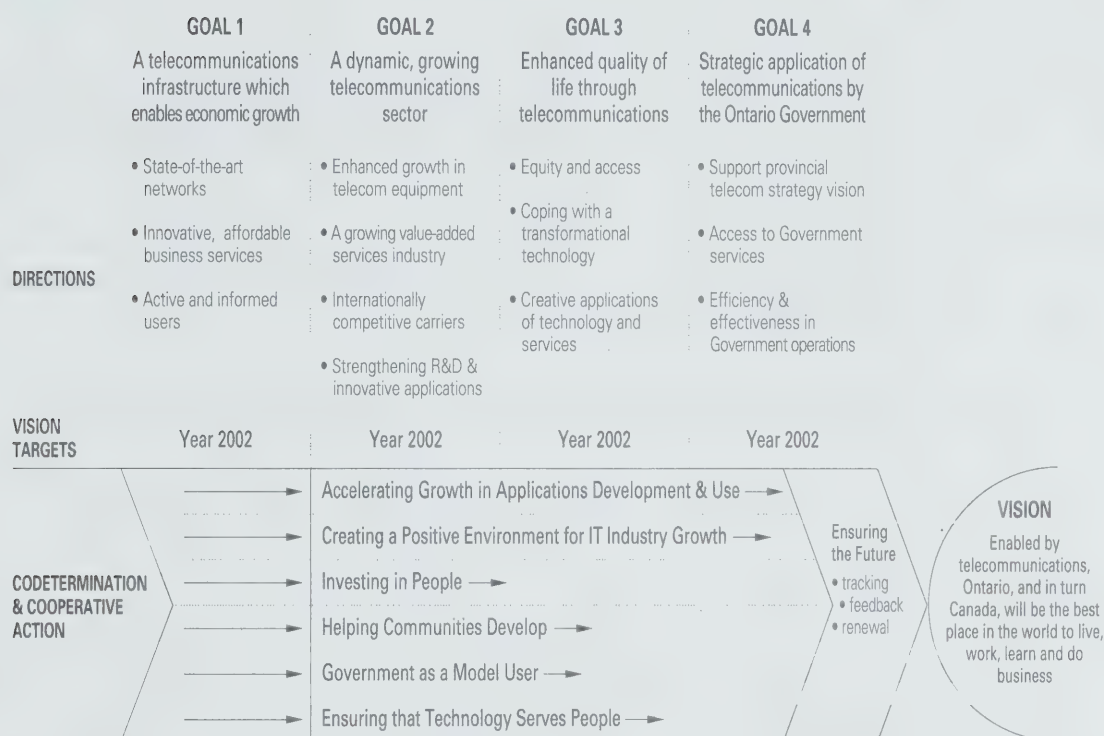 GOAL 1
A telecommunications
infrastructure which
enables economic growth
GOAL 2
A dynamic, growing
telecommunications
sector
GOAL 3
Enhanced quality of
life through
telecommunications
GOAL 4
Strategic application of
telecommunications by
the Ontario Government
DIRECTIONS
• State-of-the-art
networks
• Innovative, affordable
business services
• Active and informed
users
• Enhanced growth in
telecom equipment
• A growing value-added
services industry
• Internationally
competitive carriers
• Strengthening R&D &
innovative applications
• Equity and access
• Coping with a
transformational
technology
• Creative applications
of technology and
services
• Support provincial
telecom strategy vision
• Access to Government
services
• Efficiency &
effectiveness in
Government operations
VISION
TARGETS
Year 2002
Year 2002
Year 2002
Year 2002
CODETERMINATION
& COOPERATIVE
ACTION
Accelerating Growth in Applications Development & Use
Creating a Positive Environment for IT Industry Growth
Investing in People
Helping Communities Develop
Government as a Model User
Ensuring that Technology Serves People
Ensuring
the Future
• tracking
• feedback
• renewal
VISION
Enabled by
telecommunications,
Ontario, and in turn
Canada, will be the best
place in the world to live,
work, learn and do
business